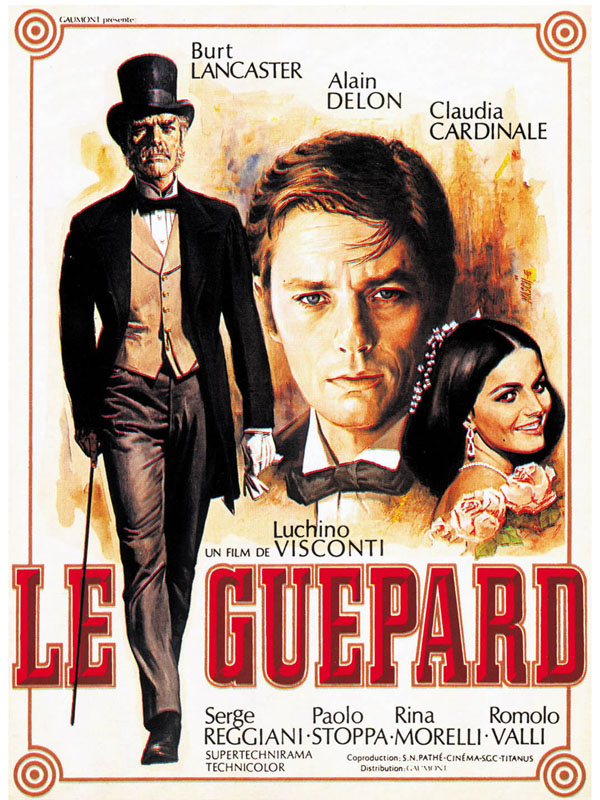 GAUMONT présente:
Burt
LANCASTER
Alain
DELON
Claudia
CARDINALE
MASCII
Luchino
UN FILM DE VISCONTI
LE GUEPARD
Serge Paolo Rina Romolo
REGGIANI·STOPPA·MORELLI·VALLI
SUPERTECHNIRAMA
TECHNICOLOR
Coproduction: S.N.PATHÉ-CINÉMA-SGC-TITANUS
Distribution: GAUMONT